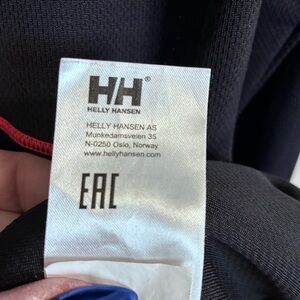 HH®
HELLY HANSEN
HELLY HANSEN AS
Munkedamsveien 35
N-0250 Oslo, Norway
www.hellyhansen.com
EAC